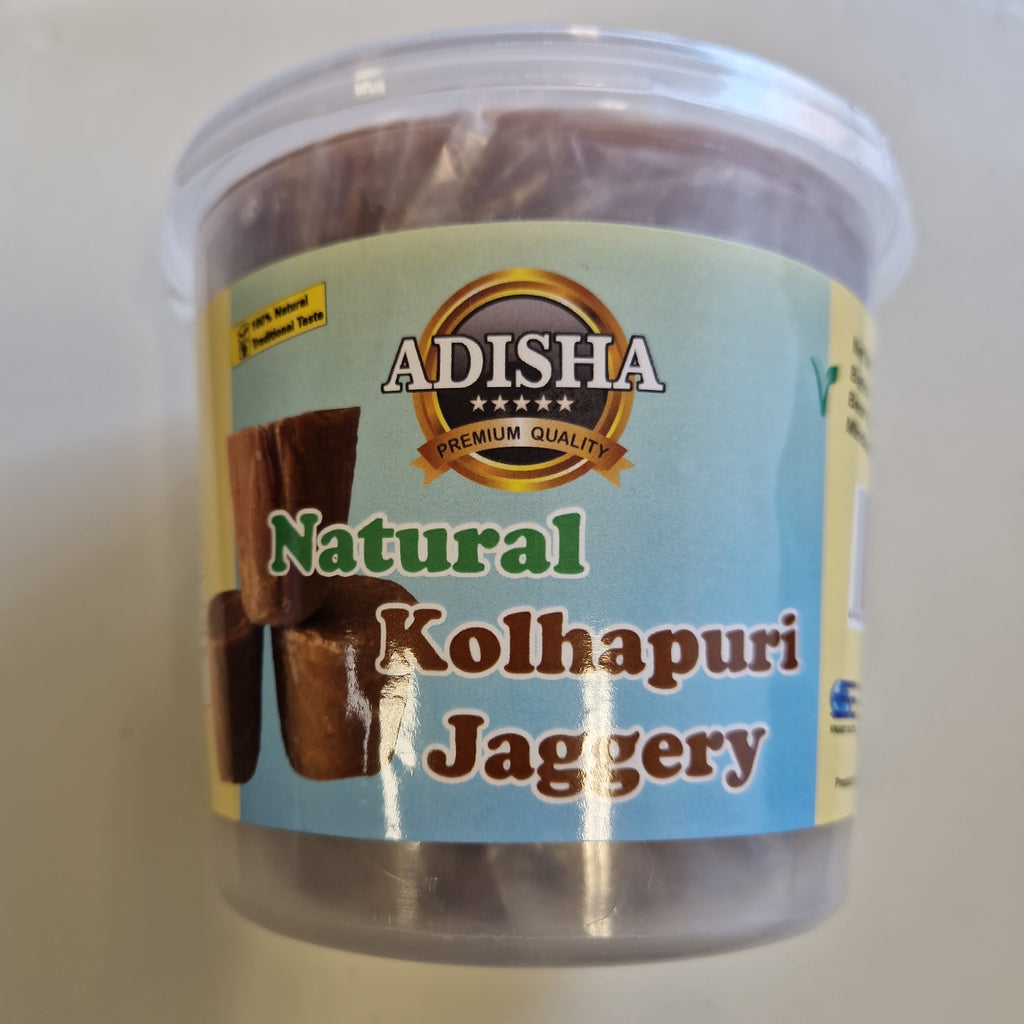 100% Natural
Traditional Taste
ADISHA
PREMIUM QUALITY
Natural
Kolhapuri
Jaggery